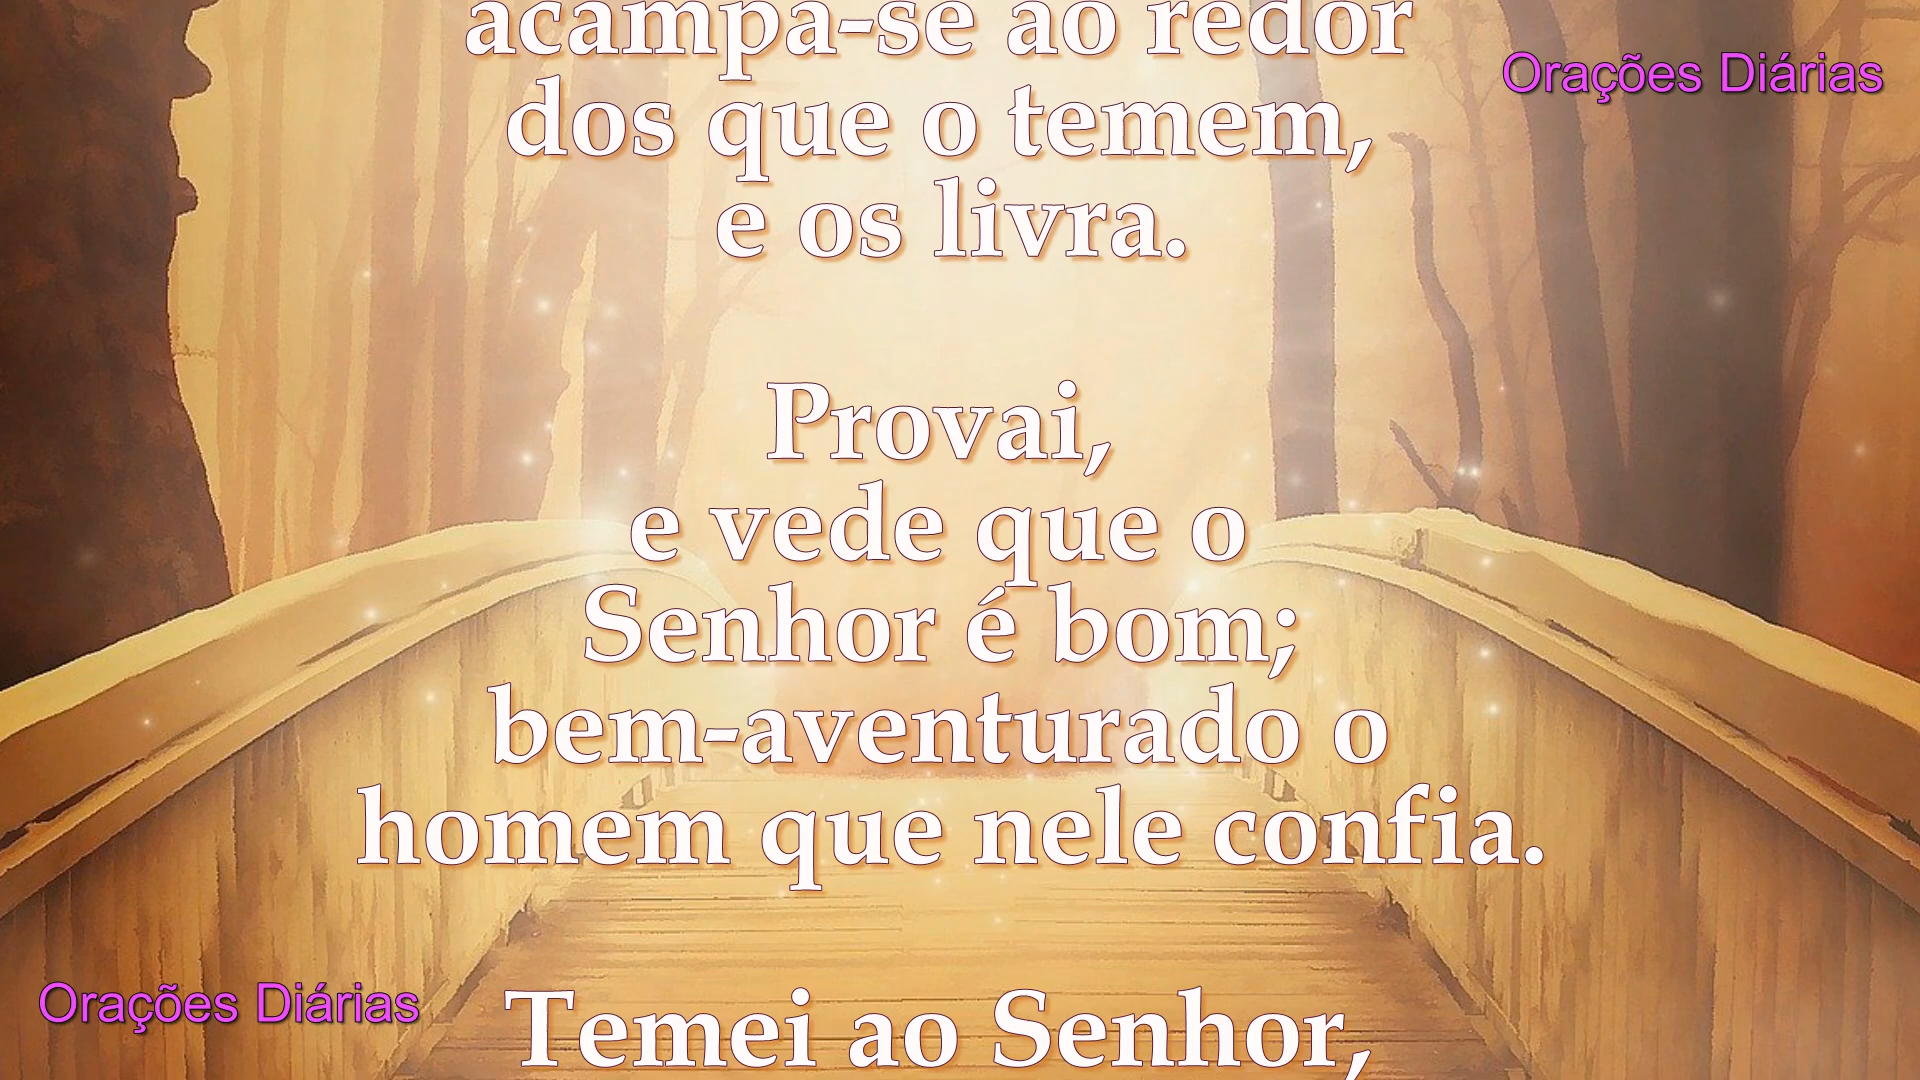 acampa-se ao redor
Orações Diárias
dos que o temem,
e os livra.
Provai,
e vede que o
Senhor é bom;
bem-aventurado o
homem que nele confia.
Orações Diárias
Temei ao Senhor,